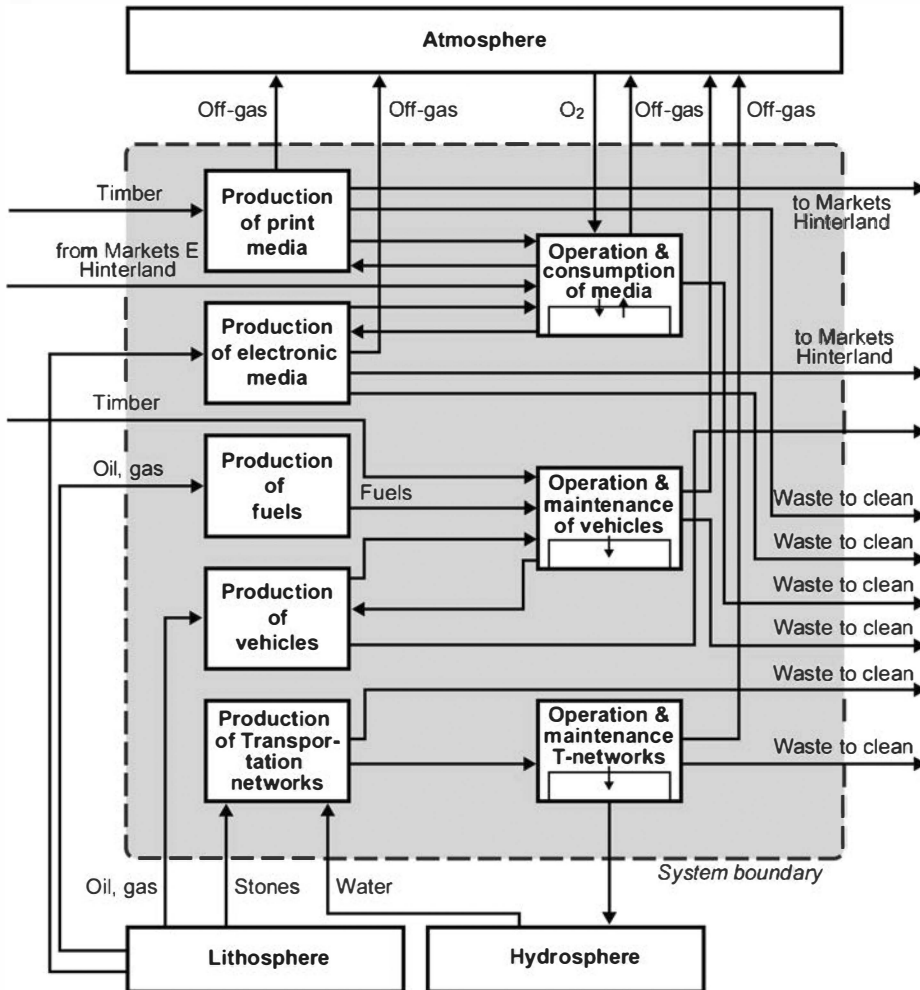 Atmosphere
Off-gas
Off-gas
O₂
Off-gas
Off-gas
Timber
Production
of print
media
to Markets
Hinterland
from Markets E
Hinterland
Operation &
consumption
of media
Production
of electronic
media
to Markets
Hinterland
Timber
Oil, gas
Production
of
fuels
Fuels
Operation &
maintenance
of vehicles
Waste to clean
Waste to clean
Waste to clean
Waste to clean
Production
of
vehicles
Waste to clean
Production
of Transpor-
tation
networks
Operation &
maintenance
T-networks
Waste to clean
System boundary
Oil, gas
Stones
Water
Lithosphere
Hydrosphere